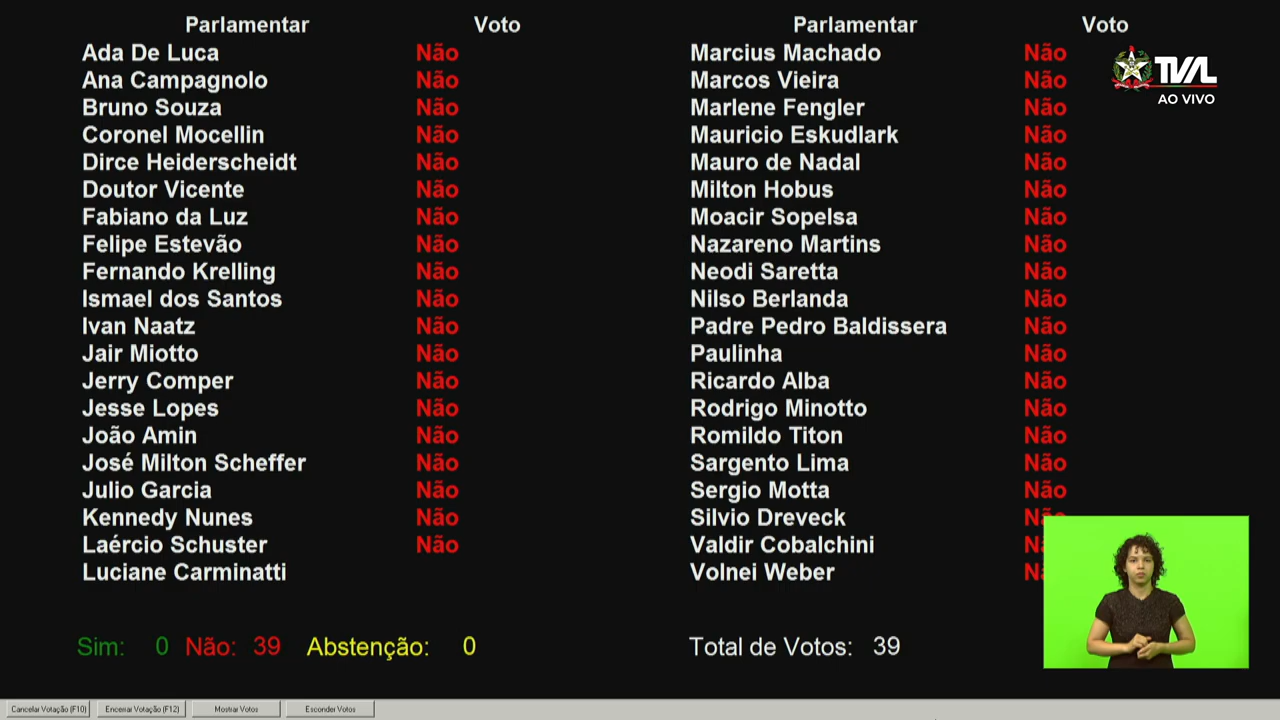 Parlamentar Voto Parlamentar Voto
Ada De Luca Não Marcius Machado Não
Ana Campagnolo Não Marcos Vieira Não
Bruno Souza Não Marlene Fengler Não
Coronel Mocellin Não Mauricio Eskudlark Não
Dirce Heiderscheidt Não Mauro de Nadal Não
Doutor Vicente Não Milton Hobus Não
Fabiano da Luz Não Moacir Sopelsa Não
Felipe Estevão Não Nazareno Martins Não
Fernando Krelling Não Neodi Saretta Não
Ismael dos Santos Não Nilso Berlanda Não
Ivan Naatz Não Padre Pedro Baldissera Não
Jair Miotto Não Paulinha Não
Jerry Comper Não Ricardo Alba Não
Jesse Lopes Não Rodrigo Minotto Não
João Amin Não Romildo Titon Não
José Milton Scheffer Não Sargento Lima Não
Julio Garcia Não Sergio Motta Não
Kennedy Nunes Não Silvio Dreveck Não
Laércio Schuster Não Valdir Cobalchini
Luciane Carminatti Volnei Weber
Sim: 0 Não: 39 Abstenção: 0 Total de Votos: 39
TVAL
AO VIVO
Cancelar Votação (F10) Encerrar Votação (F12) Mostrar Votos Esconder Votos